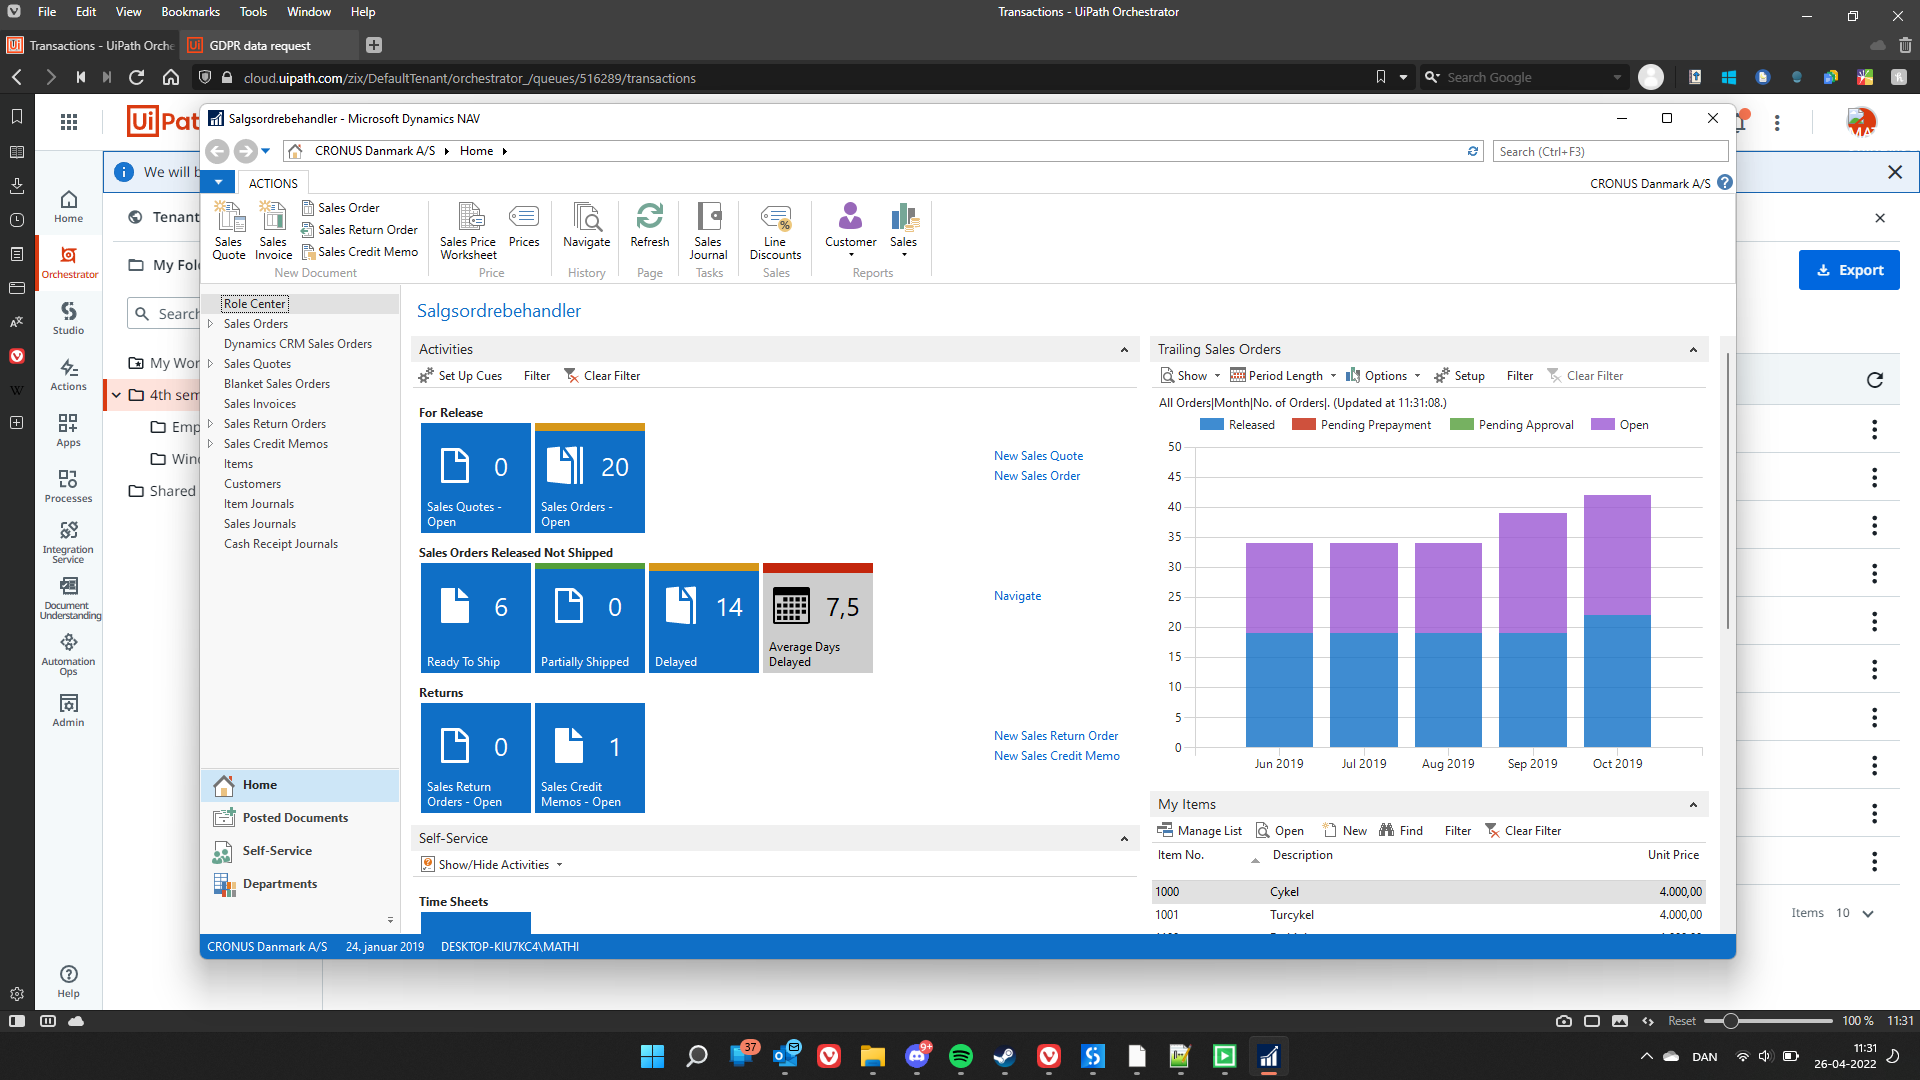 File Edit View Bookmarks Tools Window Help
Transactions - UiPath Orchestrator
Transactions - UiPath Orche
GDPR data request
cloud.uipath.com/zix/DefaultTenant/orchestrator_/queues/516289/transactions
Search Google
UiPat
Salgsordrebehandler - Microsoft Dynamics NAV
CRONUS Danmark A/S Home
Search (Ctrl+F3)
We will b
ACTIONS
CRONUS Danmark A/S
Home
Orchestrator
Studio
Actions
Apps
Processes
Integration Service
Document Understanding
Automation Ops
Admin
Help
Tenant
My Fol
Search
My Wor
4th sem
Emp
Wind
Shared
Sales Quote
Sales Invoice
Sales Order
Sales Return Order
Sales Credit Memo
New Document
Sales Price Worksheet
Prices
Price
Navigate
History
Refresh
Page
Sales Journal
Tasks
Line Discounts
Sales
Customer
Sales
Reports
Export
Role Center
Sales Orders
Dynamics CRM Sales Orders
Sales Quotes
Blanket Sales Orders
Sales Invoices
Sales Return Orders
Sales Credit Memos
Items
Customers
Item Journals
Sales Journals
Cash Receipt Journals
Home
Posted Documents
Self-Service
Departments
Salgsordrebehandler
Activities
Set Up Cues Filter Clear Filter
For Release
0
Sales Quotes - Open
20
Sales Orders - Open
New Sales Quote
New Sales Order
Sales Orders Released Not Shipped
6
Ready To Ship
0
Partially Shipped
14
Delayed
7,5
Average Days Delayed
Navigate
Returns
0
Sales Return Orders - Open
1
Sales Credit Memos - Open
New Sales Return Order
New Sales Credit Memo
Self-Service
Show/Hide Activities
Time Sheets
Trailing Sales Orders
Show Period Length Options Setup Filter Clear Filter
All Orders|Month|No. of Orders|. (Updated at 11:31:08.)
Released Pending Prepayment Pending Approval Open
50
45
40
35
30
25
20
15
10
5
0
Jun 2019 Jul 2019 Aug 2019 Sep 2019 Oct 2019
My Items
Manage List Open New Find Filter Clear Filter
Item No. Description Unit Price
1000 Cykel 4.000,00
1001 Turcykel 4.000,00
Items 10
CRONUS Danmark A/S 24. januar 2019 DESKTOP-KIU7KC4\MATHI
Reset 100 % 11:31
37
9+
DAN
11:31
26-04-2022